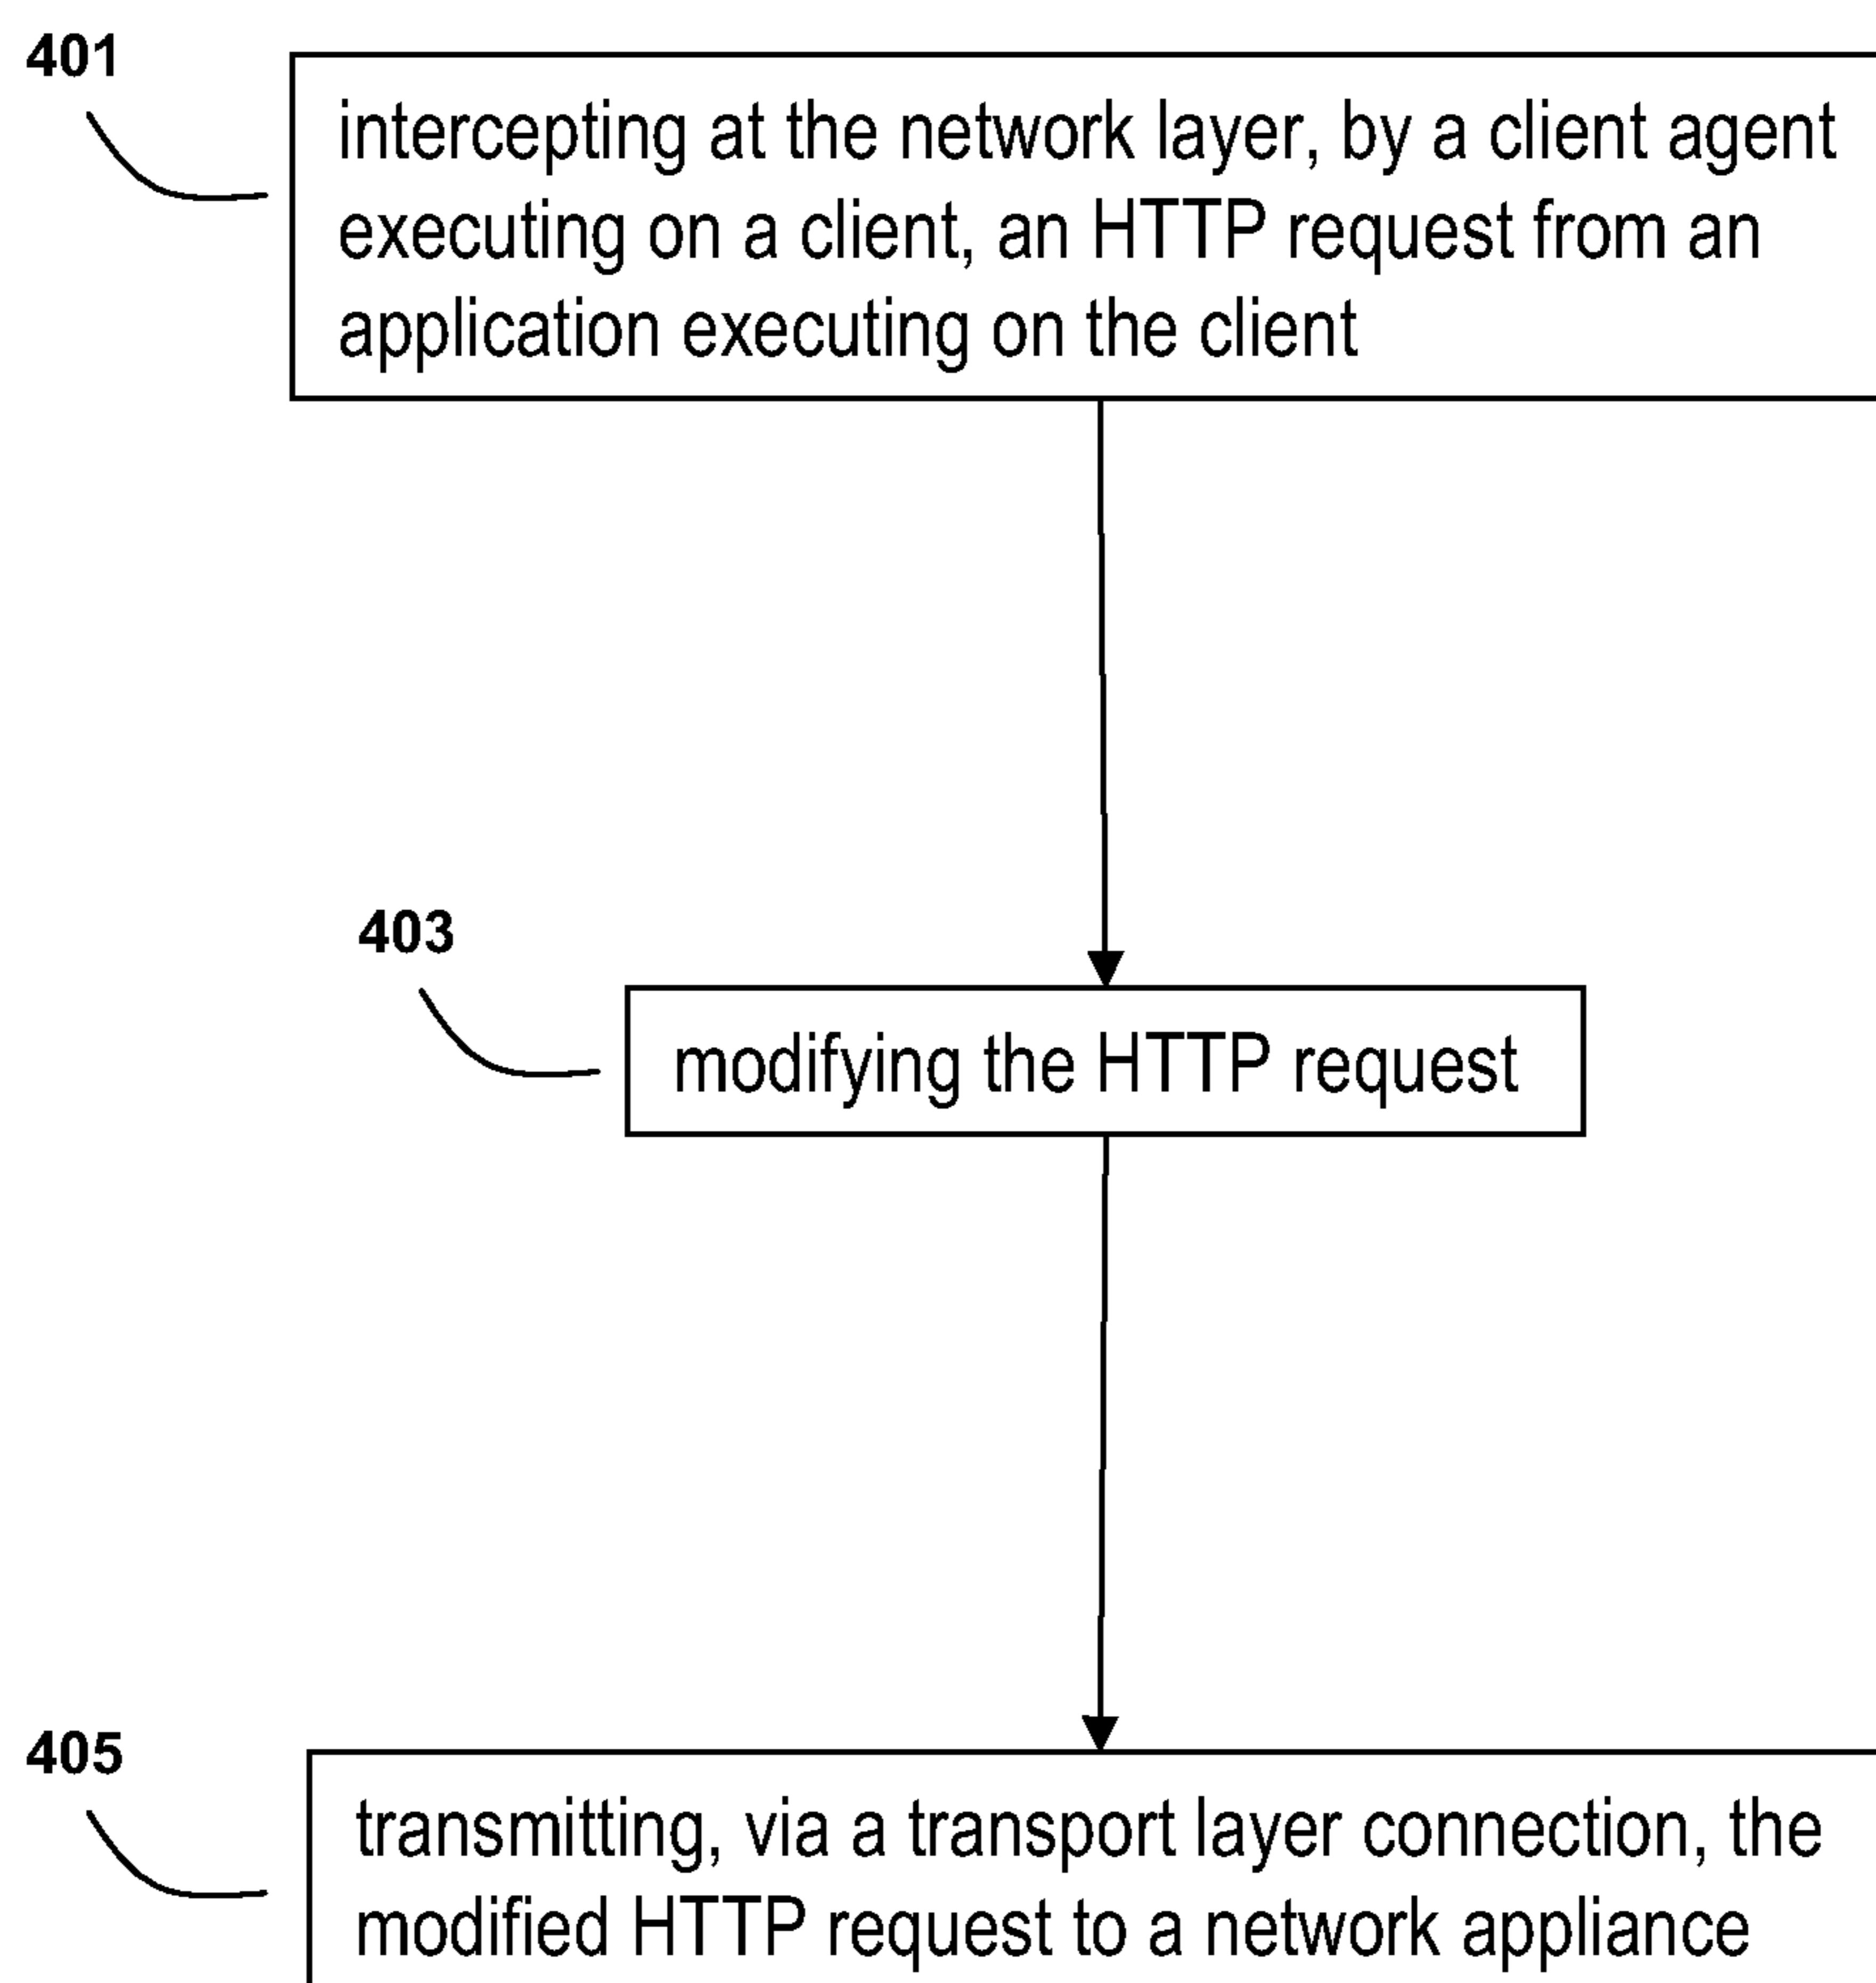 401
intercepting at the network layer, by a client agent
executing on a client, an HTTP request from an
application executing on the client
403
modifying the HTTP request
405
transmitting, via a transport layer connection, the
modified HTTP request to a network appliance